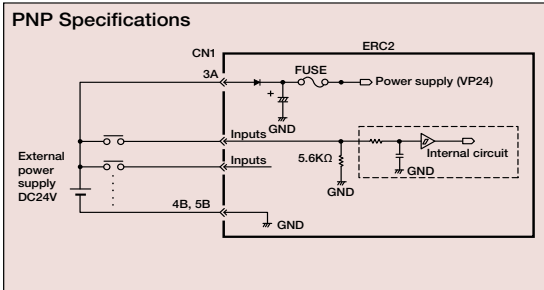 PNP Specifications
CN1
ERC2
3A
FUSE
Power supply (VP24)
+
GND
Inputs
Inputs
5.6KΩ
Internal circuit
GND
GND
External
power
supply
DC24V
4B, 5B
GND